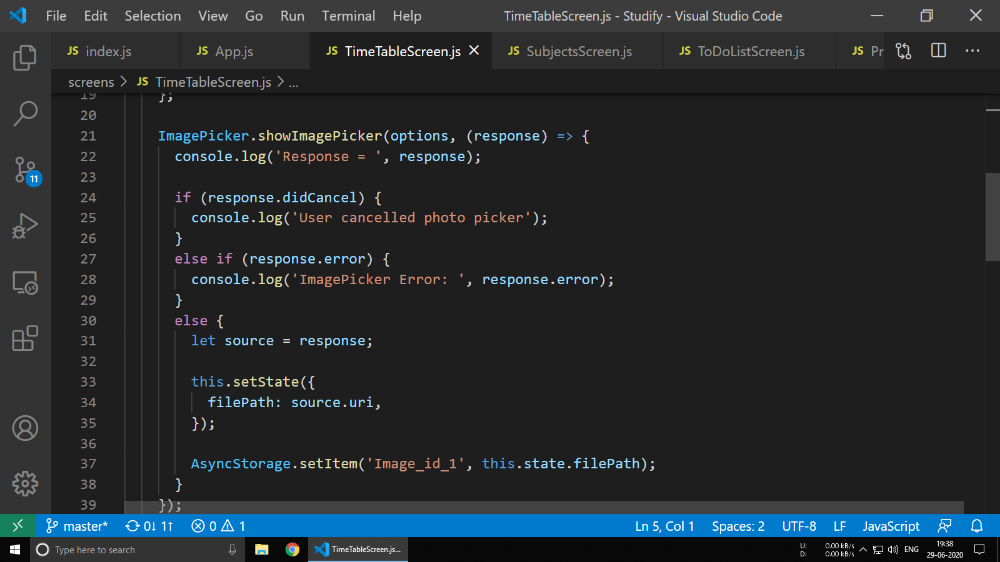 File Edit Selection View Go Run Terminal Help TimeTableScreen.js - Studify - Visual Studio Code
JS index.js JS App.js JS TimeTableScreen.js JS SubjectsScreen.js JS ToDoListScreen.js JS Pr
screens > JS TimeTableScreen.js > ...
19 };
20
21 ImagePicker.showImagePicker(options, (response) => {
22 console.log('Response = ', response);
23
24 if (response.didCancel) {
25 console.log('User cancelled photo picker');
26 }
27 else if (response.error) {
28 console.log('ImagePicker Error: ', response.error);
29 }
30 else {
31 let source = response;
32
33 this.setState({
34 filePath: source.uri,
35 });
36
37 AsyncStorage.setItem('Image_id_1', this.state.filePath);
38 }
39 });
11
master* 0↓ 1↑ 0 1 Ln 5, Col 1 Spaces: 2 UTF-8 LF JavaScript
Type here to search TimeTableScreen.js... U: 0.00 kB/s D: 0.00 kB/s ENG 19:38 29-06-2020